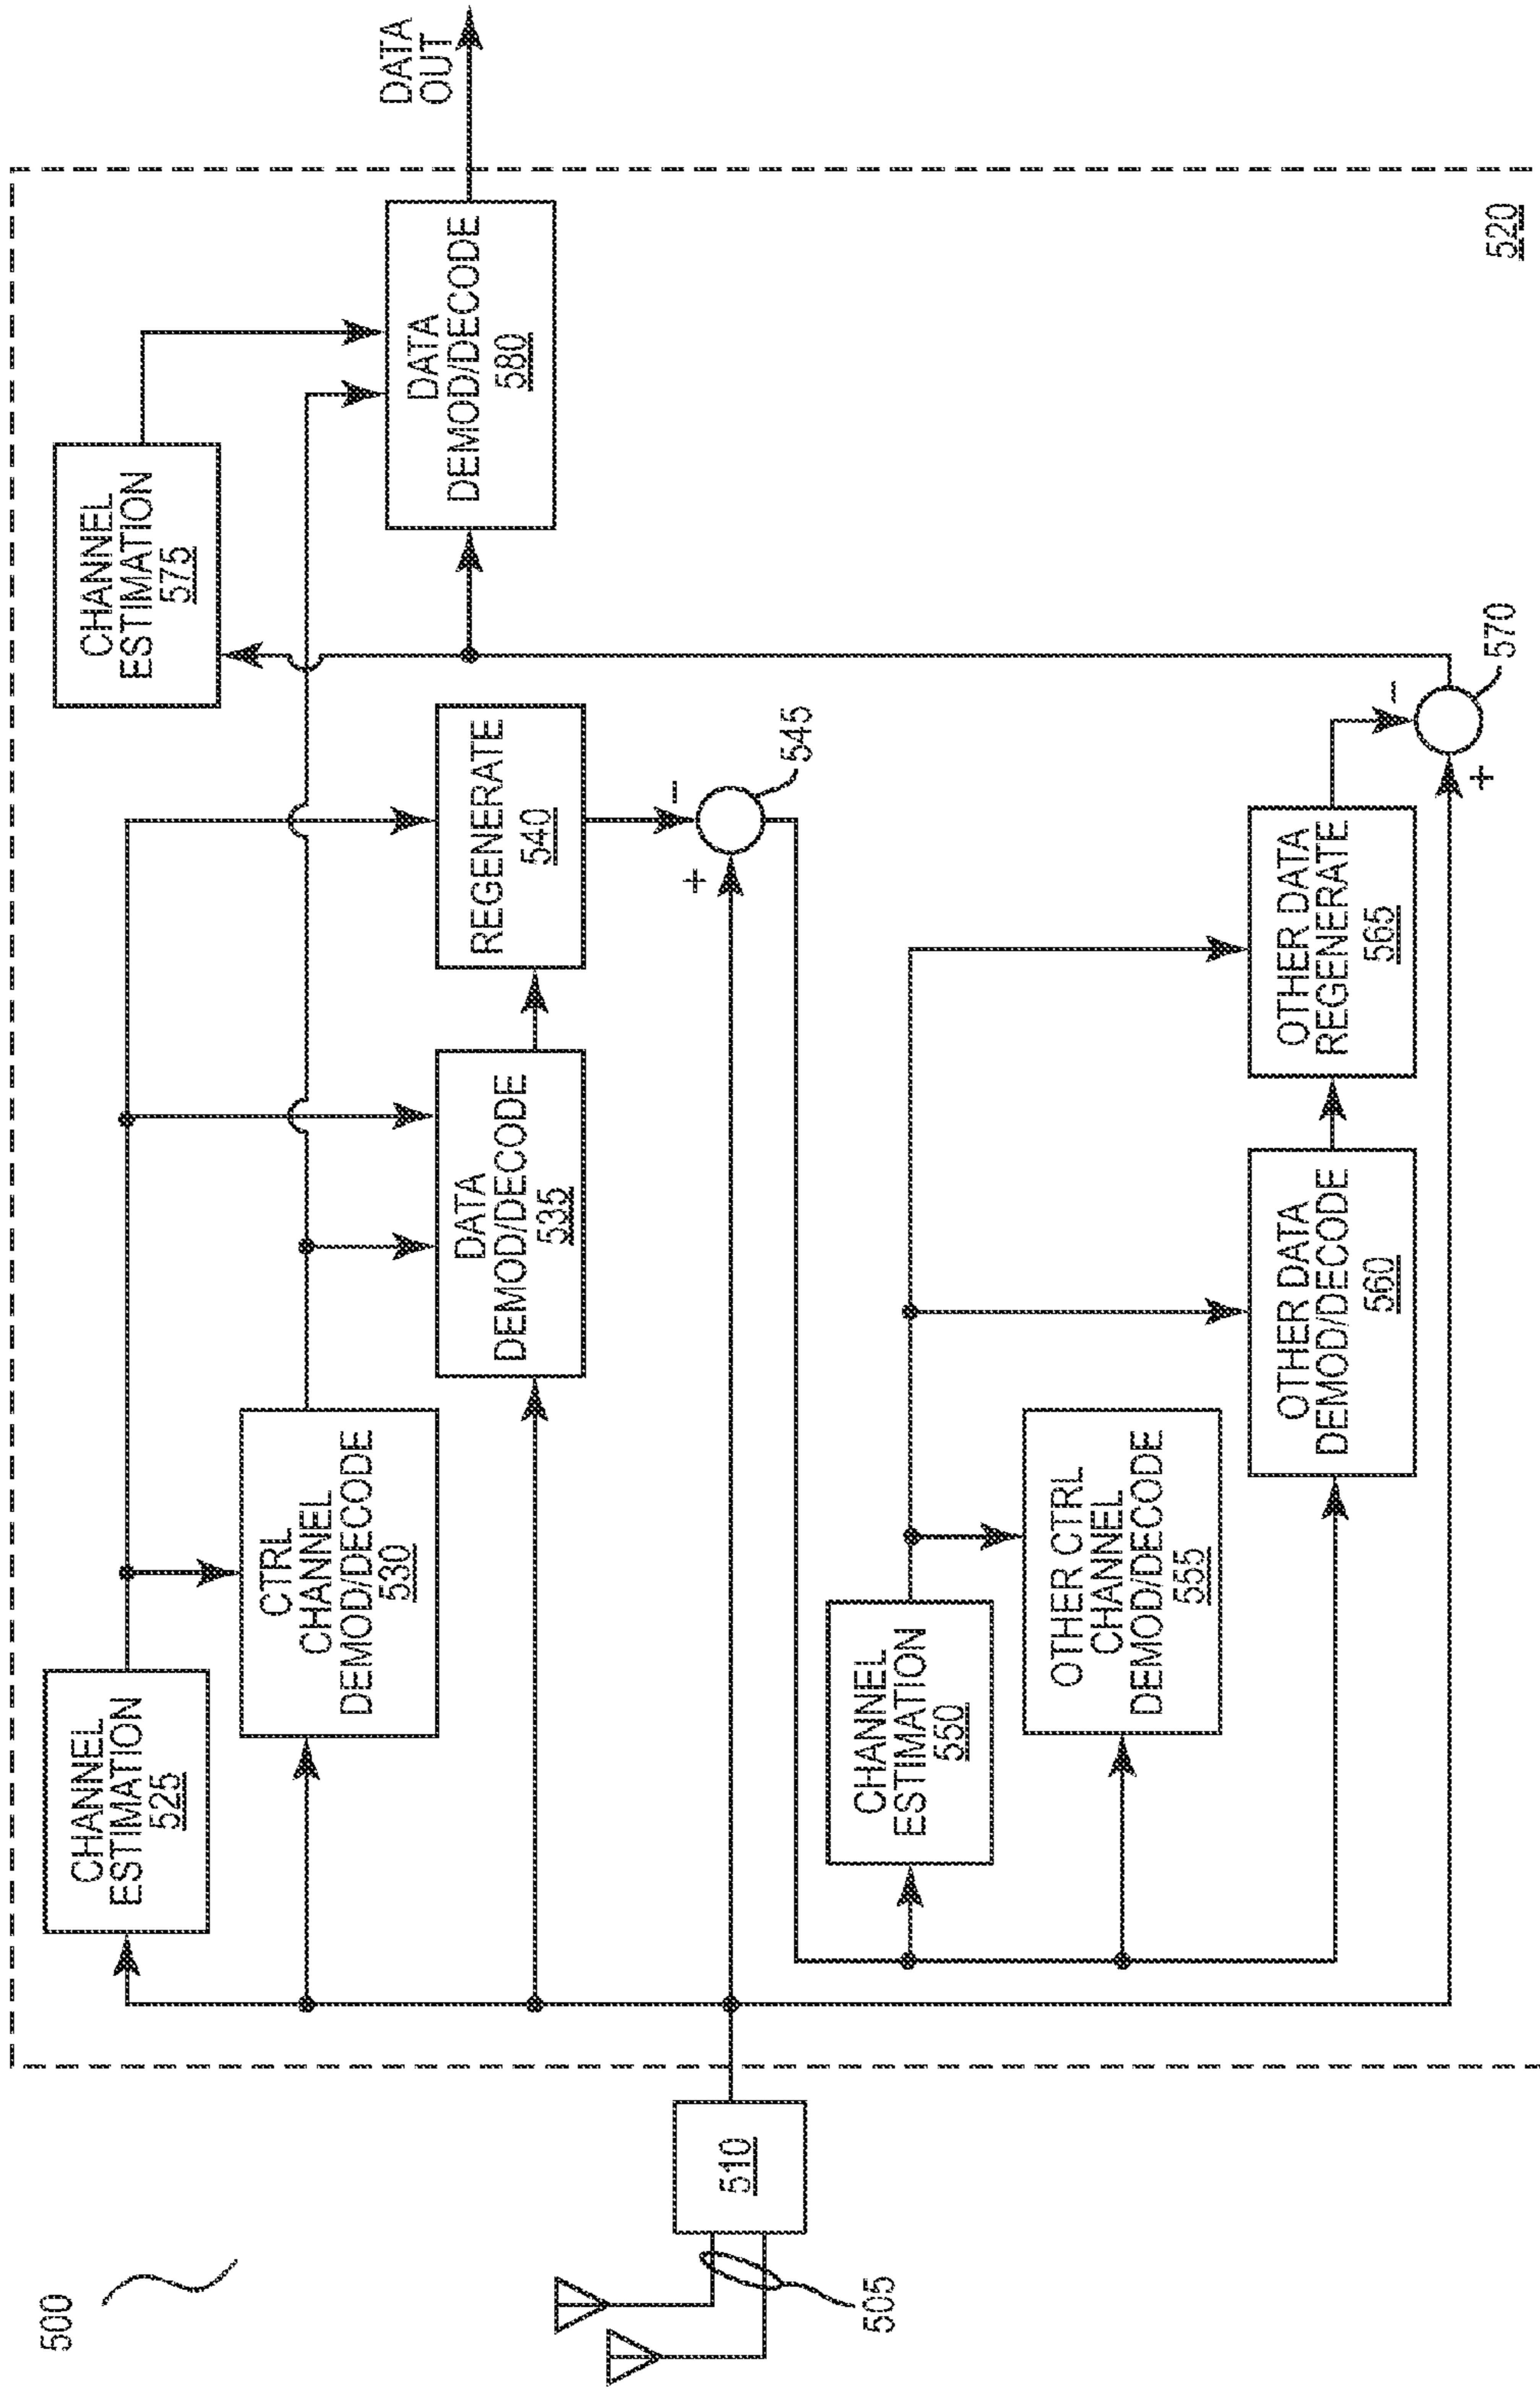 500
505
510
520
CHANNEL
ESTIMATION
525
CTRL
CHANNEL
DEMOD/DECODE
530
DATA
DEMOD/DECODE
535
REGENERATE
540
−
+
545
CHANNEL
ESTIMATION
550
OTHER CTRL
CHANNEL
DEMOD/DECODE
555
OTHER DATA
DEMOD/DECODE
560
OTHER DATA
REGENERATE
565
−
+
570
CHANNEL
ESTIMATION
575
DATA
DEMOD/DECODE
580
DATA
OUT